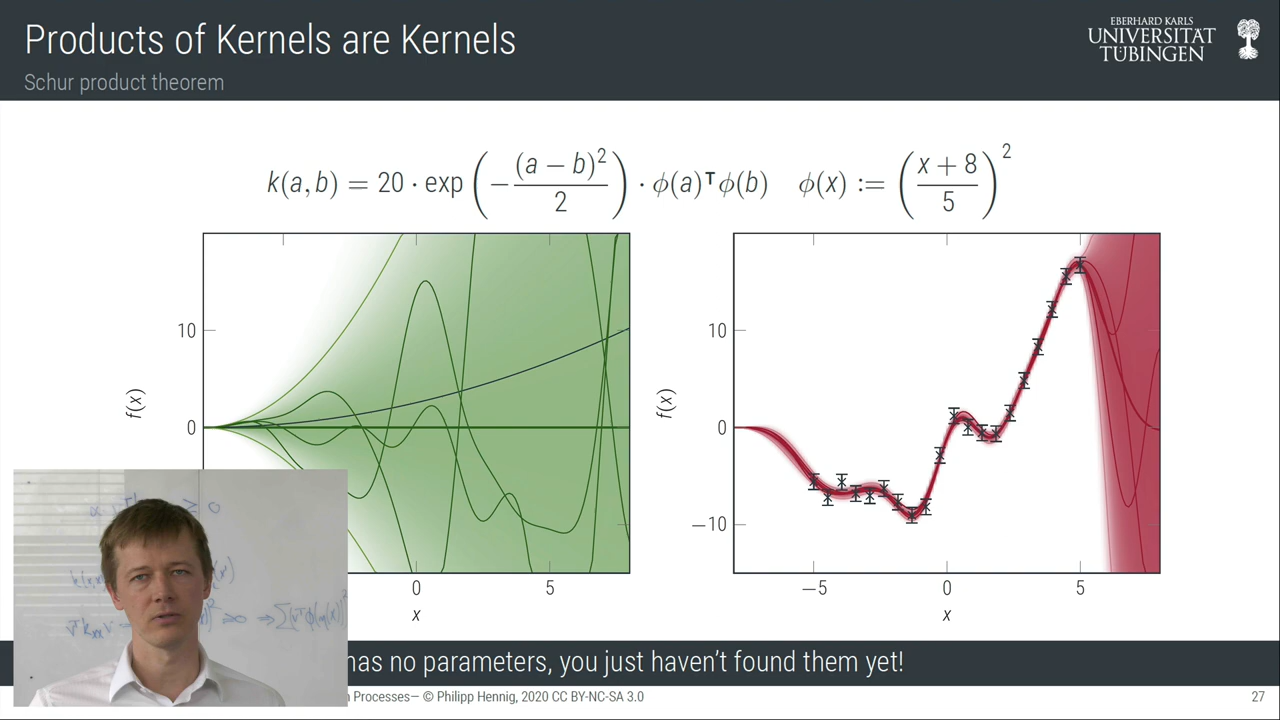 Products of Kernels are Kernels
Schur product theorem
EBERHARD KARLS
UNIVERSITÄT
TÜBINGEN
k(a, b) = 20 · exp(−(a − b)²/2) · ϕ(a)ᵀϕ(b)   ϕ(x) := ((x + 8)/5)²
10
0
f(x)
0
5
x
10
0
−10
f(x)
−5
0
5
x
≥ 0
has no parameters, you just haven't found them yet!
Processes— © Philipp Hennig, 2020 CC BY-NC-SA 3.0
27